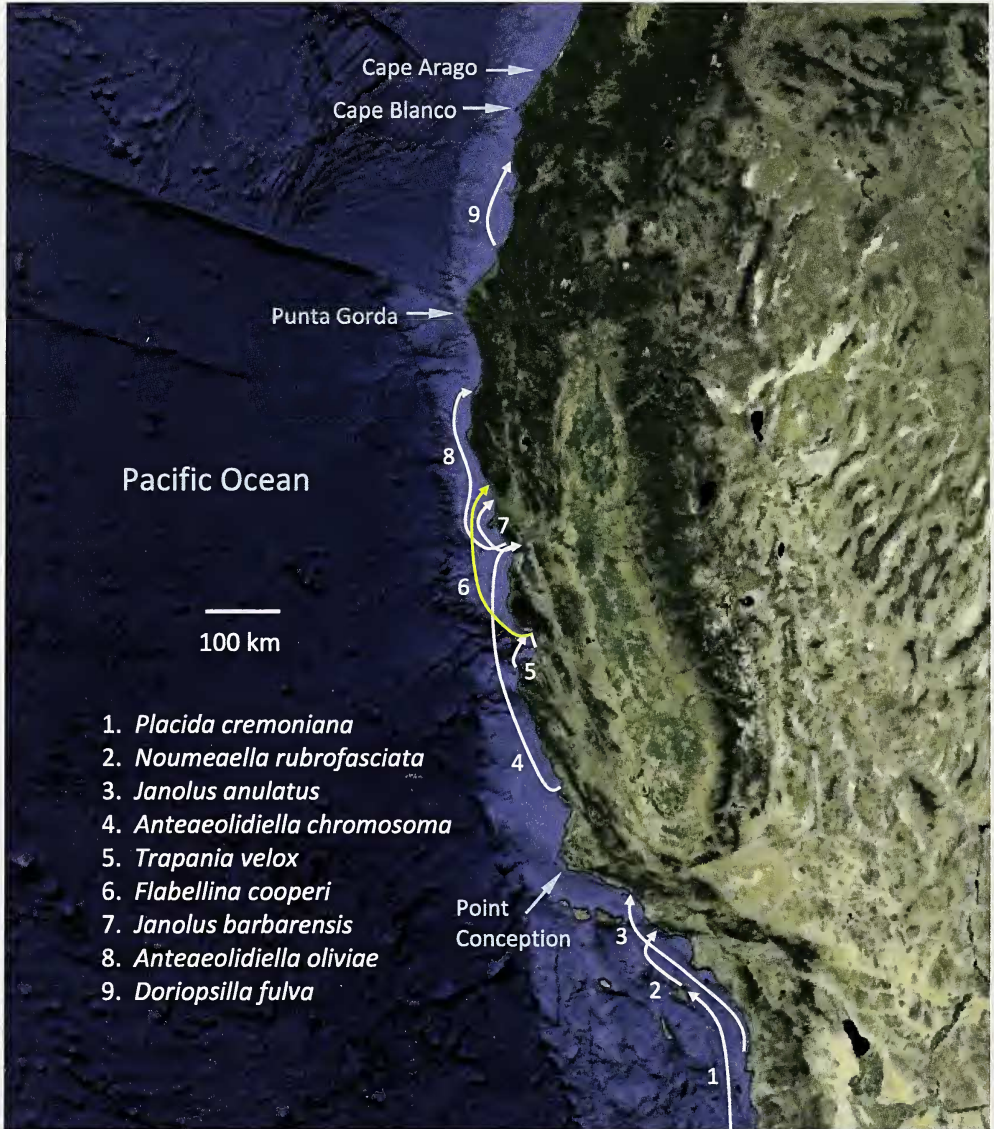 Cape Arago
Cape Blanco
9
Punta Gorda
8
Pacific Ocean
7
6
100 km
5
1. Placida cremoniana
2. Noumeaella rubrofasciata
3. Janolus anulatus
4. Anteaeolidiella chromosoma
5. Trapania velox
6. Flabellina cooperi
7. Janolus barbarensis
8. Anteaeolidiella oliviae
9. Doriopsilla fulva
4
Point
Conception
3
2
1